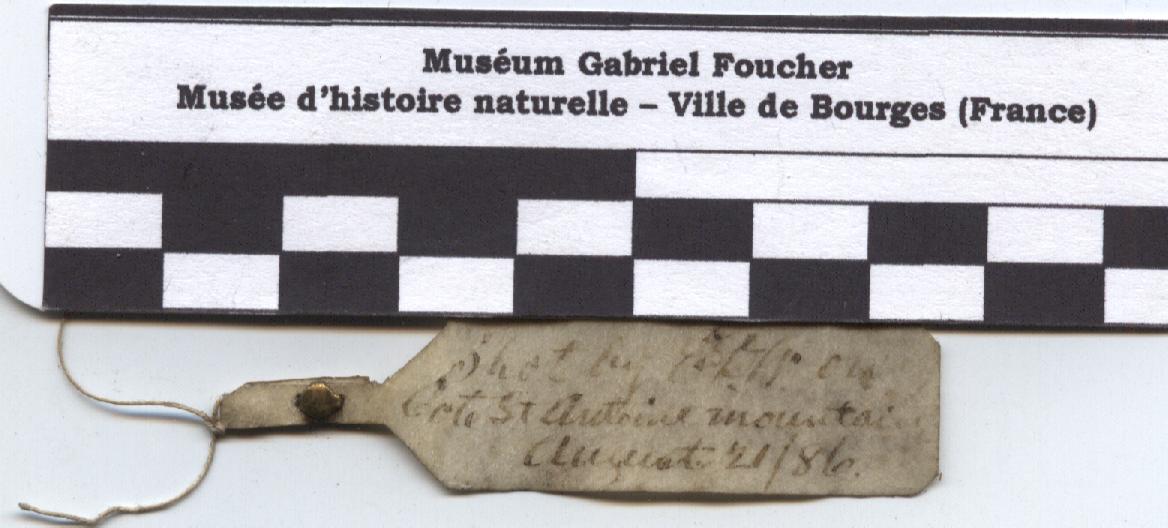 Muséum Gabriel Foucher
Musée d'histoire naturelle – Ville de Bourges (France)
Shot by on
Cote St Antoine mountain
August 21/86.